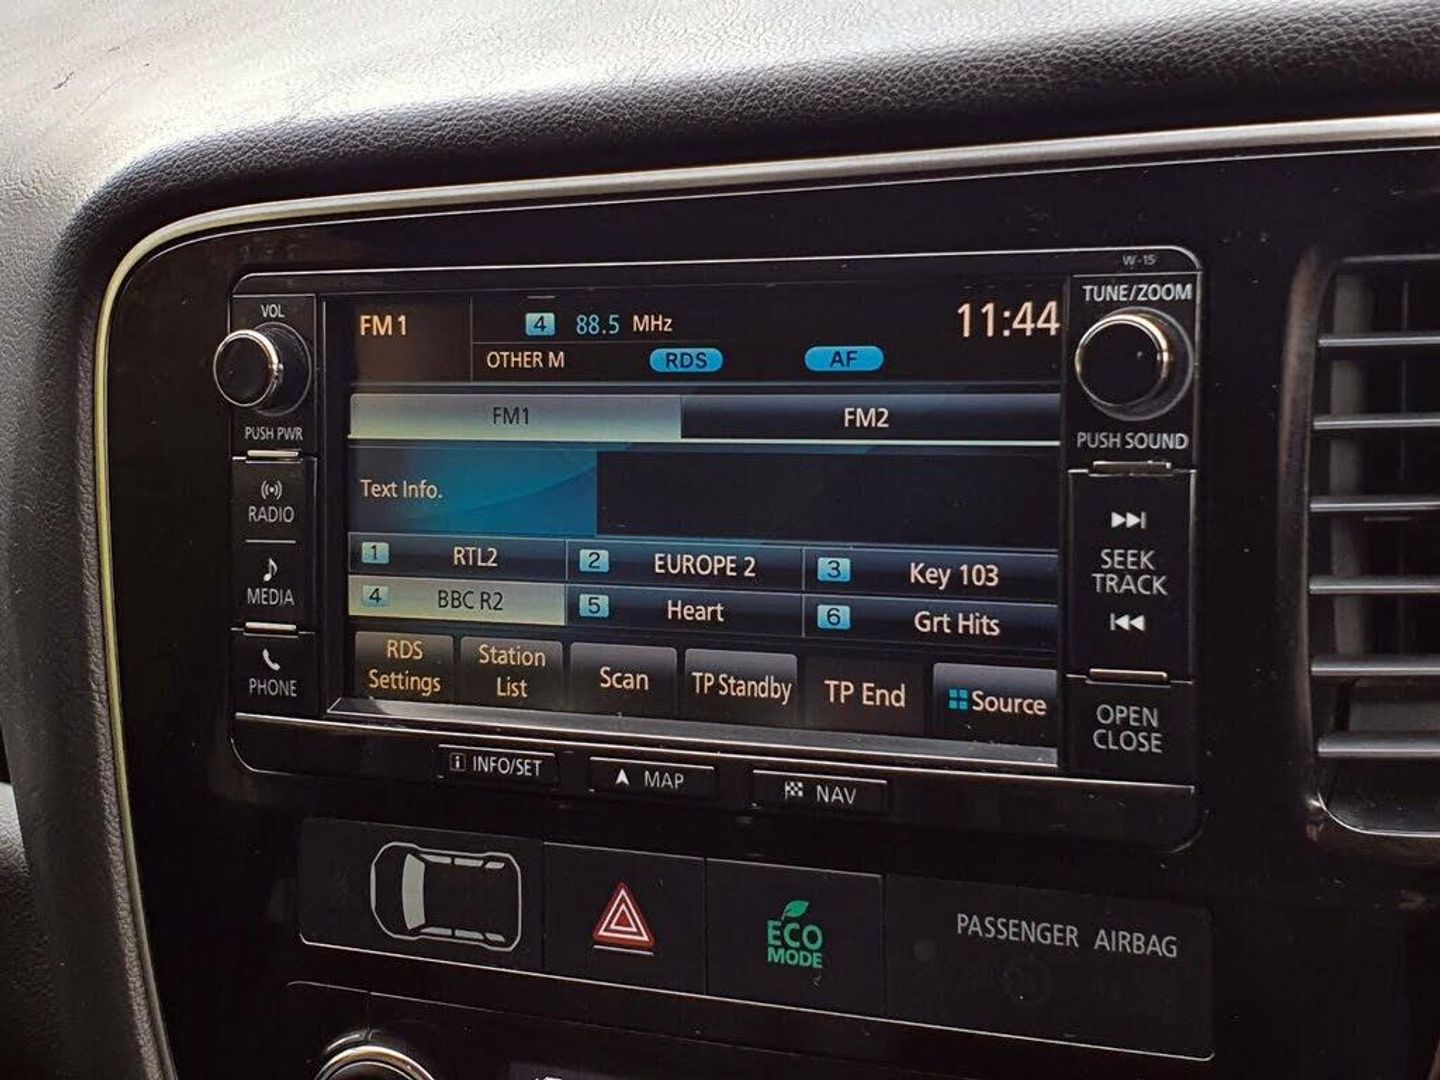 W-15
VOL
PUSH PWR
RADIO
MEDIA
PHONE
FM1
4 88.5 MHz
11:44
OTHER M RDS AF
FM1 FM2
Text Info.
1 RTL2 2 EUROPE 2 3 Key 103
4 BBC R2 5 Heart 6 Grt Hits
RDS Settings
Station List
Scan
TP Standby
TP End
Source
TUNE/ZOOM
PUSH SOUND
SEEK
TRACK
OPEN
CLOSE
i INFO/SET
MAP
NAV
ECO
MODE
PASSENGER AIRBAG